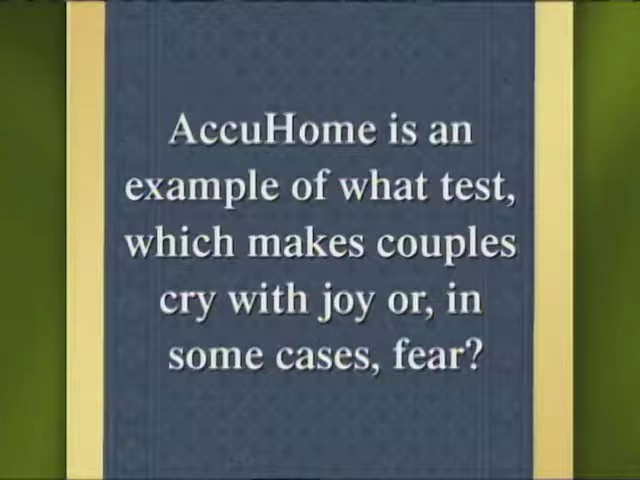 AccuHome is an
example of what test,
which makes couples
cry with joy or, in
some cases, fear?